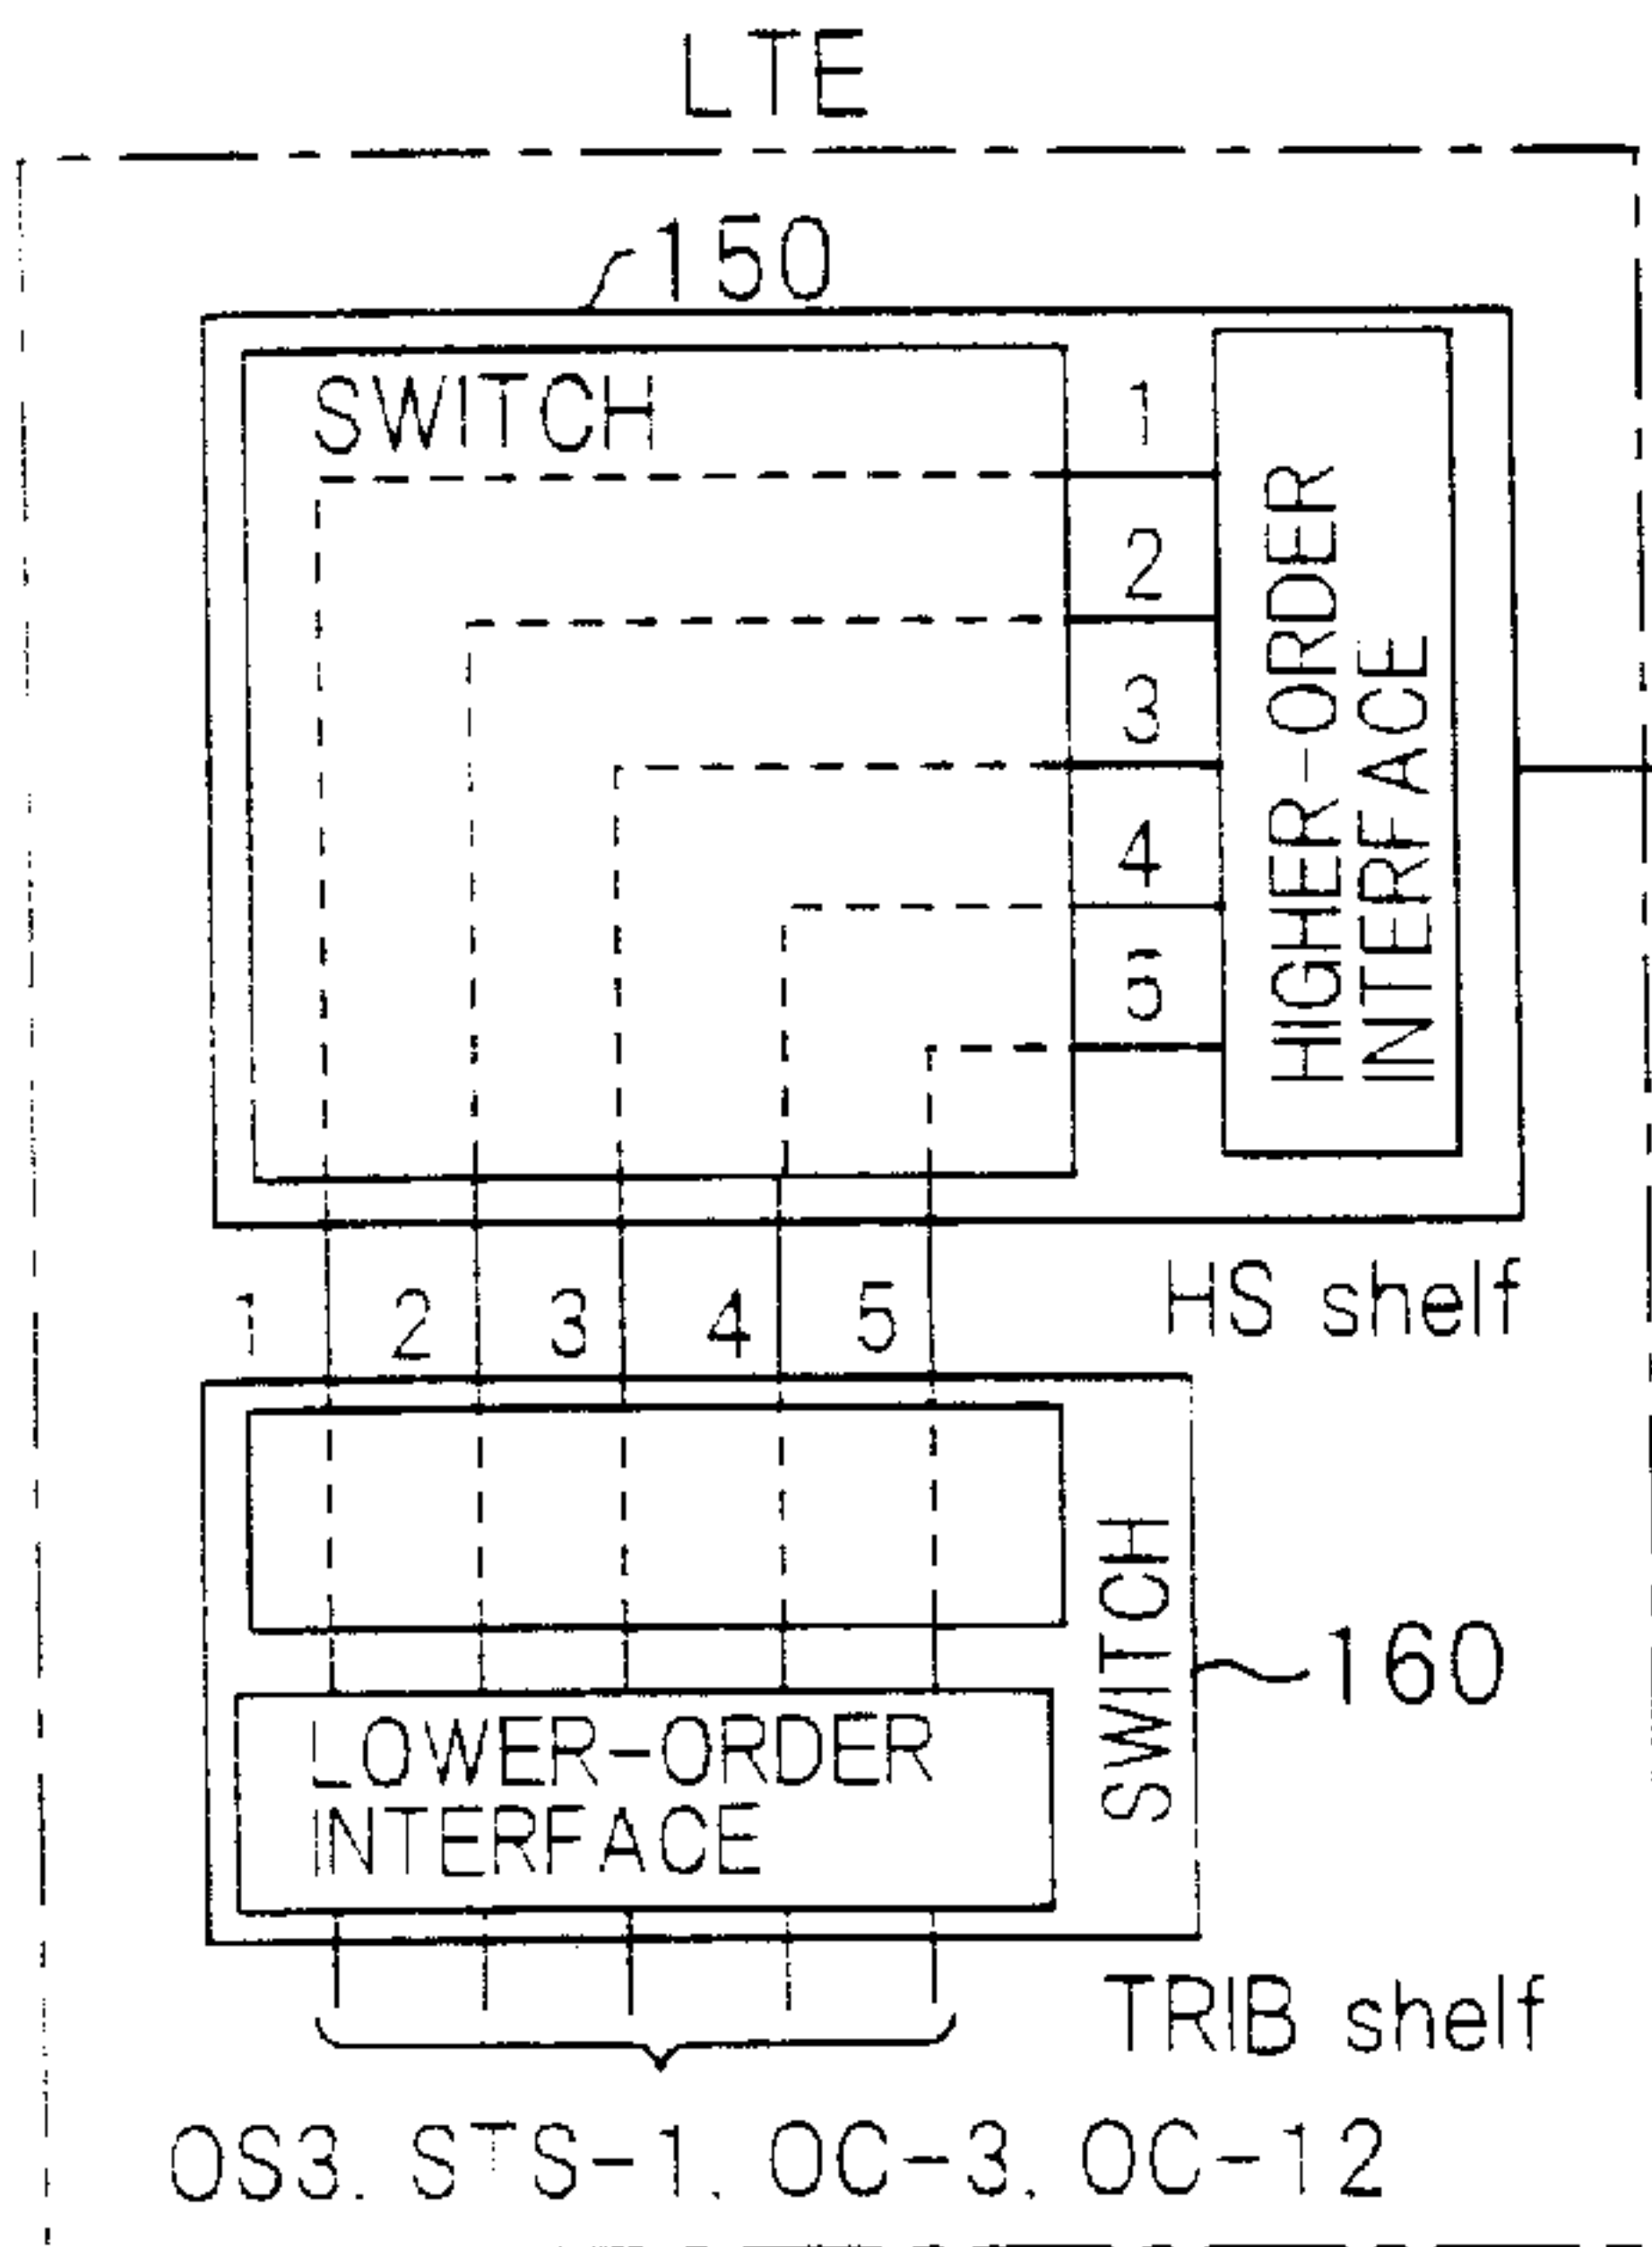 LTE
150
SWITCH
1
2
3
4
5
HIGHER-ORDER
INTERFACE
HS shelf
1 2 3 4 5
SWITCH
160
LOWER-ORDER
INTERFACE
TRIB shelf
OS3. STS-1. OC-3. OC-12